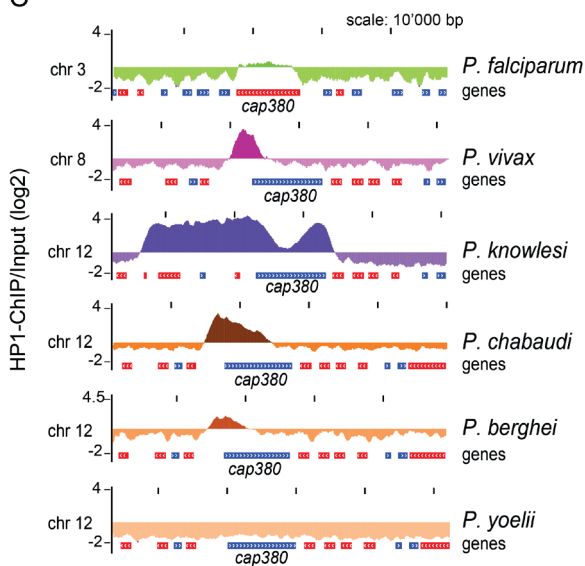 scale: 10'000 bp
HP1-ChIP/Input (log2)
4
chr 3
-2
P. falciparum
genes
cap380
4
chr 8
-2
P. vivax
genes
cap380
4
chr 12
-2
P. knowlesi
genes
cap380
4
chr 12
-2
P. chabaudi
genes
cap380
4.5
chr 12
-2
P. berghei
genes
cap380
4
chr 12
-2
P. yoelii
genes
cap380